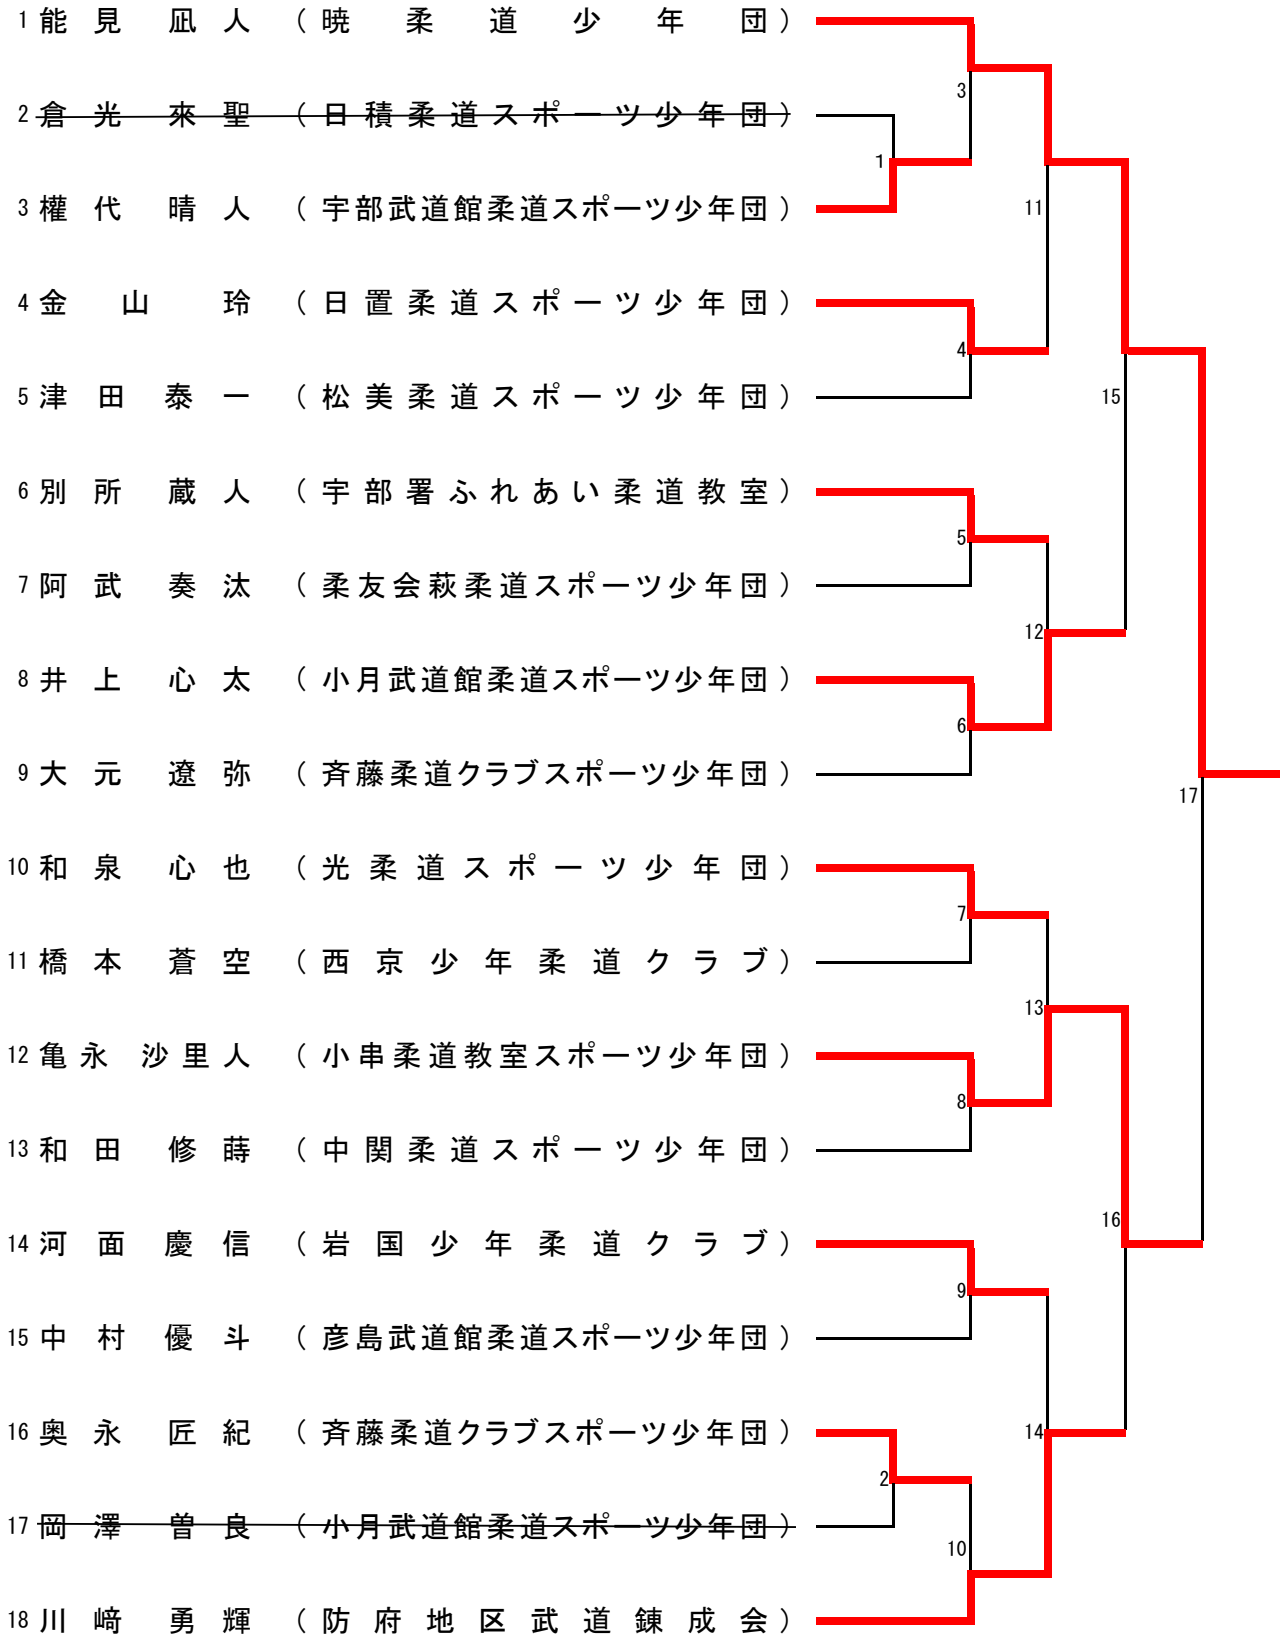 1 能見 凪人 （暁柔道少年団）
2 倉光 來聖 （日積柔道スポーツ少年団）
3
1
3 權代 晴人 （宇部武道館柔道スポーツ少年団）
11
4 金山 玲 （日置柔道スポーツ少年団）
4
5 津田 泰一 （松美柔道スポーツ少年団）
15
6 別所 蔵人 （宇部署ふれあい柔道教室）
5
7 阿武 奏汰 （柔友会萩柔道スポーツ少年団）
12
8 井上 心太 （小月武道館柔道スポーツ少年団）
6
9 大元 遼弥 （斉藤柔道クラブスポーツ少年団）
17
10 和泉 心也 （光柔道スポーツ少年団）
7
11 橋本 蒼空 （西京少年柔道クラブ）
13
12 亀永 沙里人 （小串柔道教室スポーツ少年団）
8
13 和田 修蒔 （中関柔道スポーツ少年団）
16
14 河面 慶信 （岩国少年柔道クラブ）
9
15 中村 優斗 （彦島武道館柔道スポーツ少年団）
16 奥永 匠紀 （斉藤柔道クラブスポーツ少年団）
14
2
17 岡澤 曽良 （小月武道館柔道スポーツ少年団）
10
18 川﨑 勇輝 （防府地区武道錬成会）